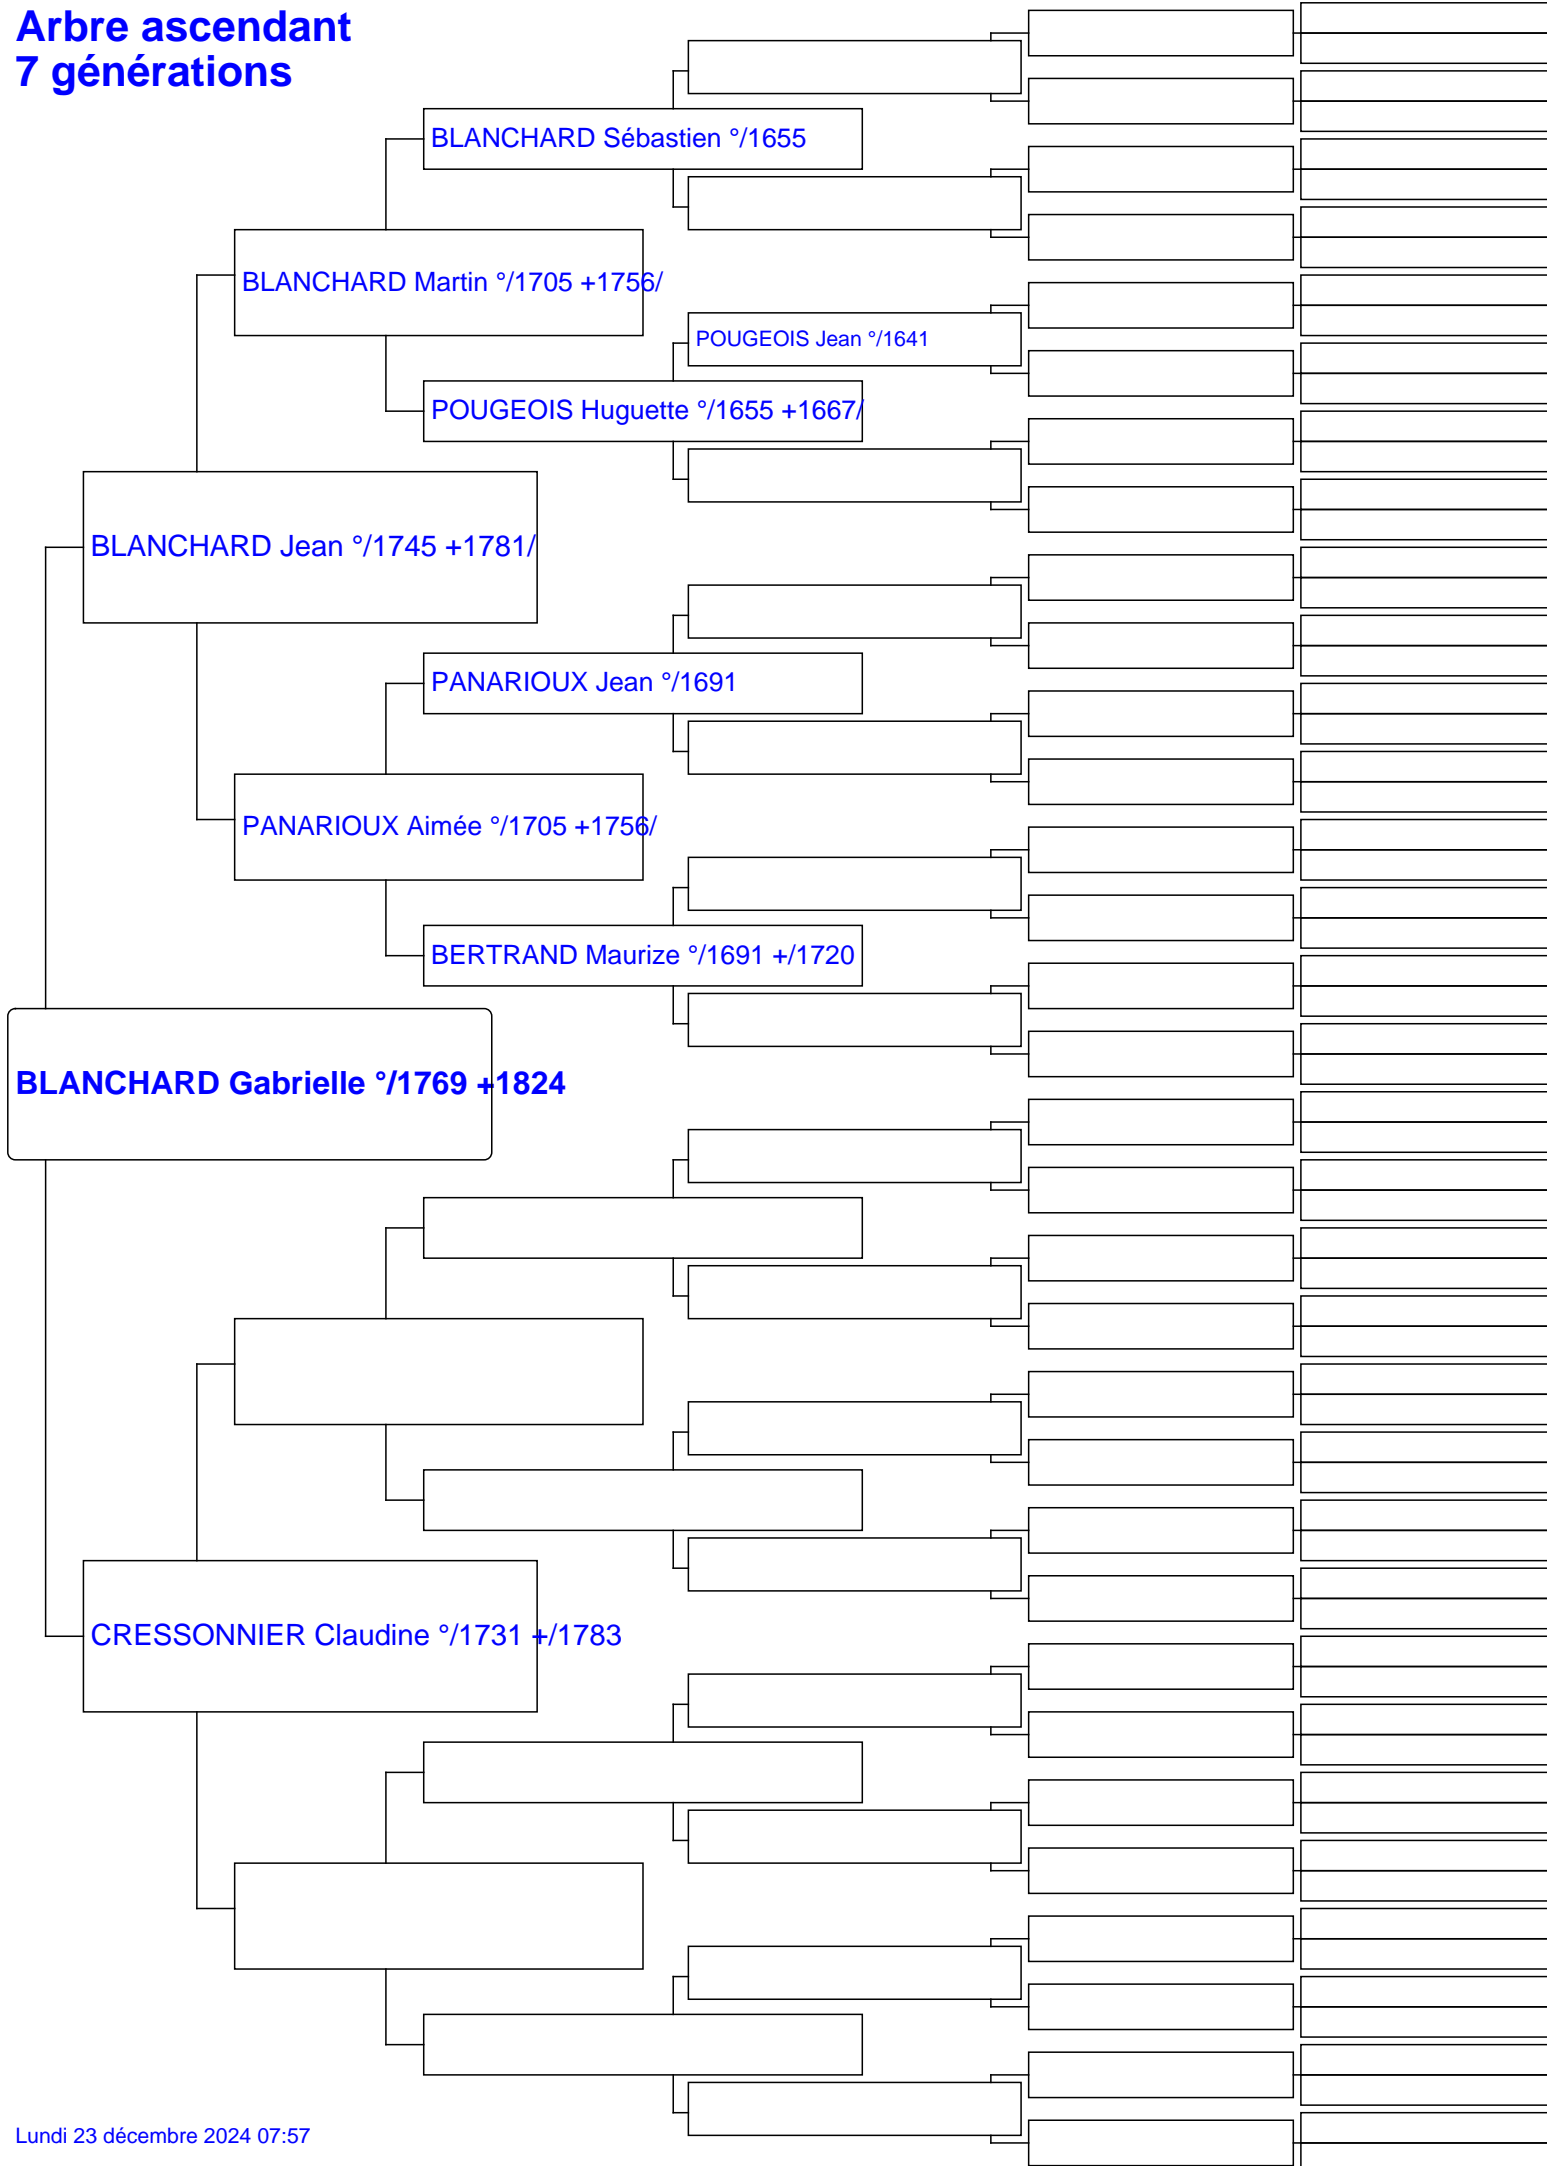 Arbre ascendant
7 générations
BLANCHARD Sébastien °/1655
BLANCHARD Martin °/1705 +1756/
POUGEOIS Jean °/1641
POUGEOIS Huguette °/1655 +1667/
BLANCHARD Jean °/1745 +1781/
PANARIOUX Jean °/1691
PANARIOUX Aimée °/1705 +1756/
BERTRAND Maurize °/1691 +/1720
BLANCHARD Gabrielle °/1769 +1824
CRESSONNIER Claudine °/1731 +/1783
Lundi 23 décembre 2024 07:57